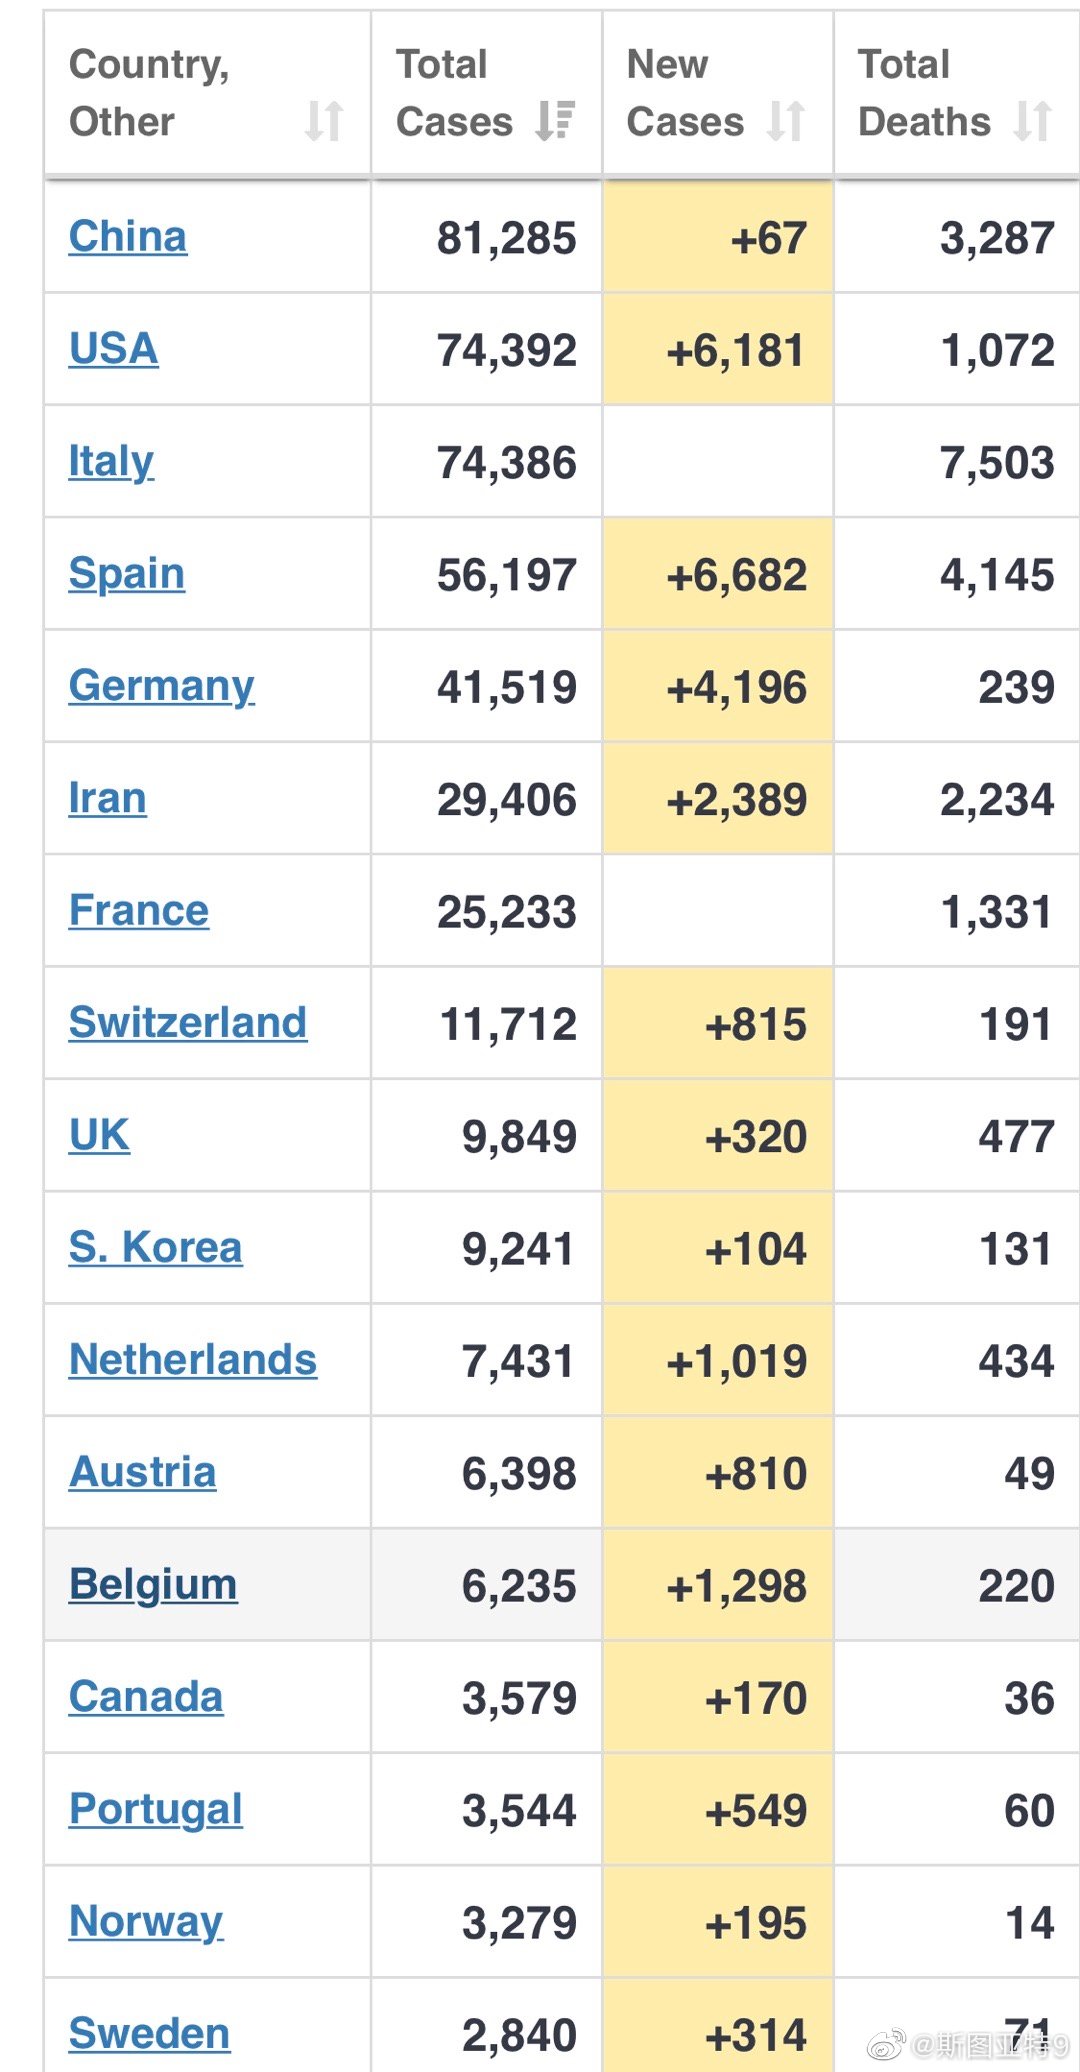 Country, Other Total Cases New Cases Total Deaths
China 81,285 +67 3,287
USA 74,392 +6,181 1,072
Italy 74,386 7,503
Spain 56,197 +6,682 4,145
Germany 41,519 +4,196 239
Iran 29,406 +2,389 2,234
France 25,233 1,331
Switzerland 11,712 +815 191
UK 9,849 +320 477
S. Korea 9,241 +104 131
Netherlands 7,431 +1,019 434
Austria 6,398 +810 49
Belgium 6,235 +1,298 220
Canada 3,579 +170 36
Portugal 3,544 +549 60
Norway 3,279 +195 14
Sweden 2,840 +314 71
@斯图亚特9